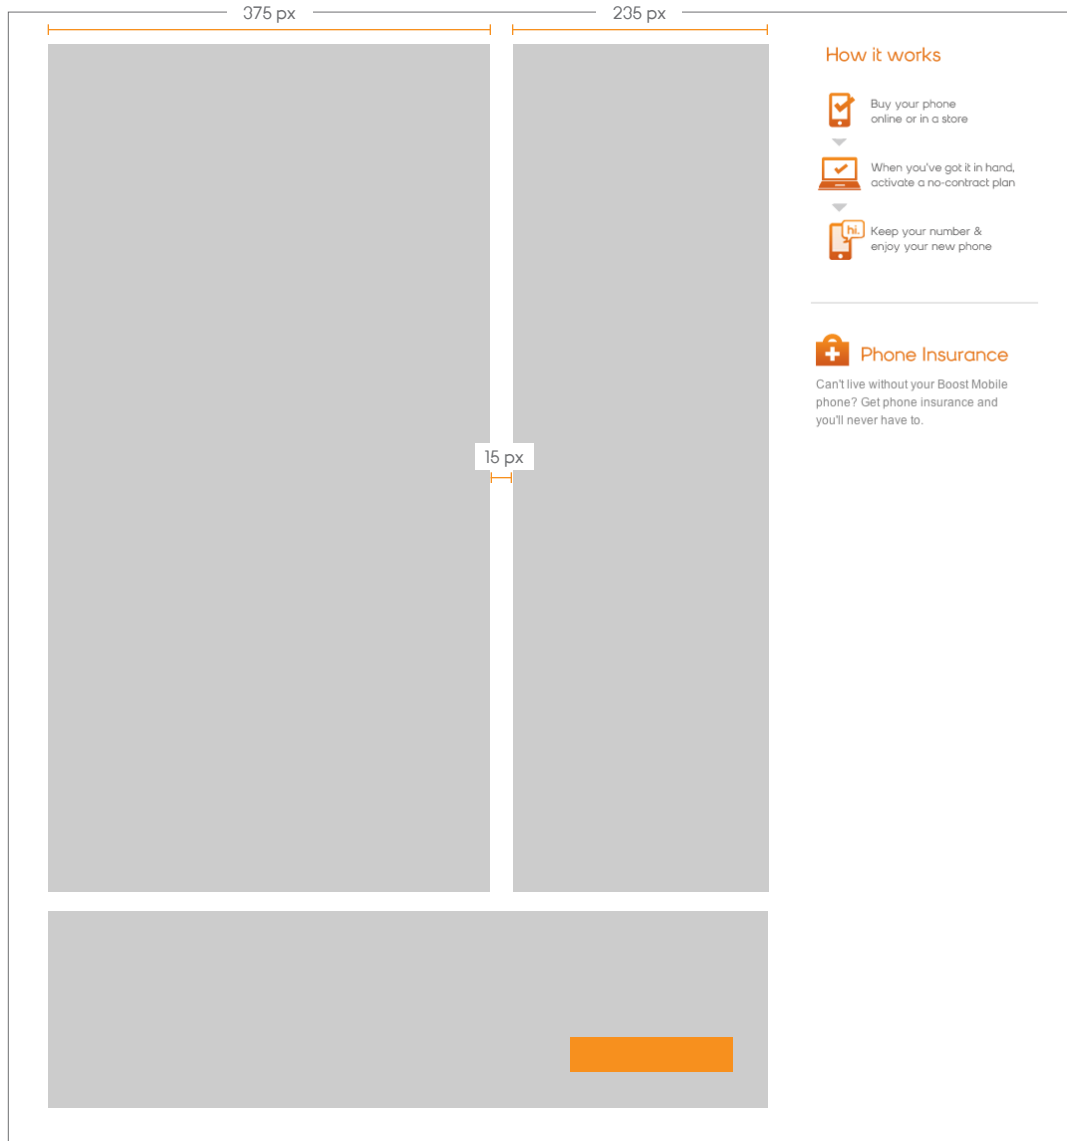 375 px
235 px
How it works
Buy your phone
online or in a store
When you've got it in hand,
activate a no-contract plan
hi.
Keep your number &
enjoy your new phone
Phone Insurance
Can't live without your Boost Mobile
phone? Get phone insurance and
you'll never have to.
15 px